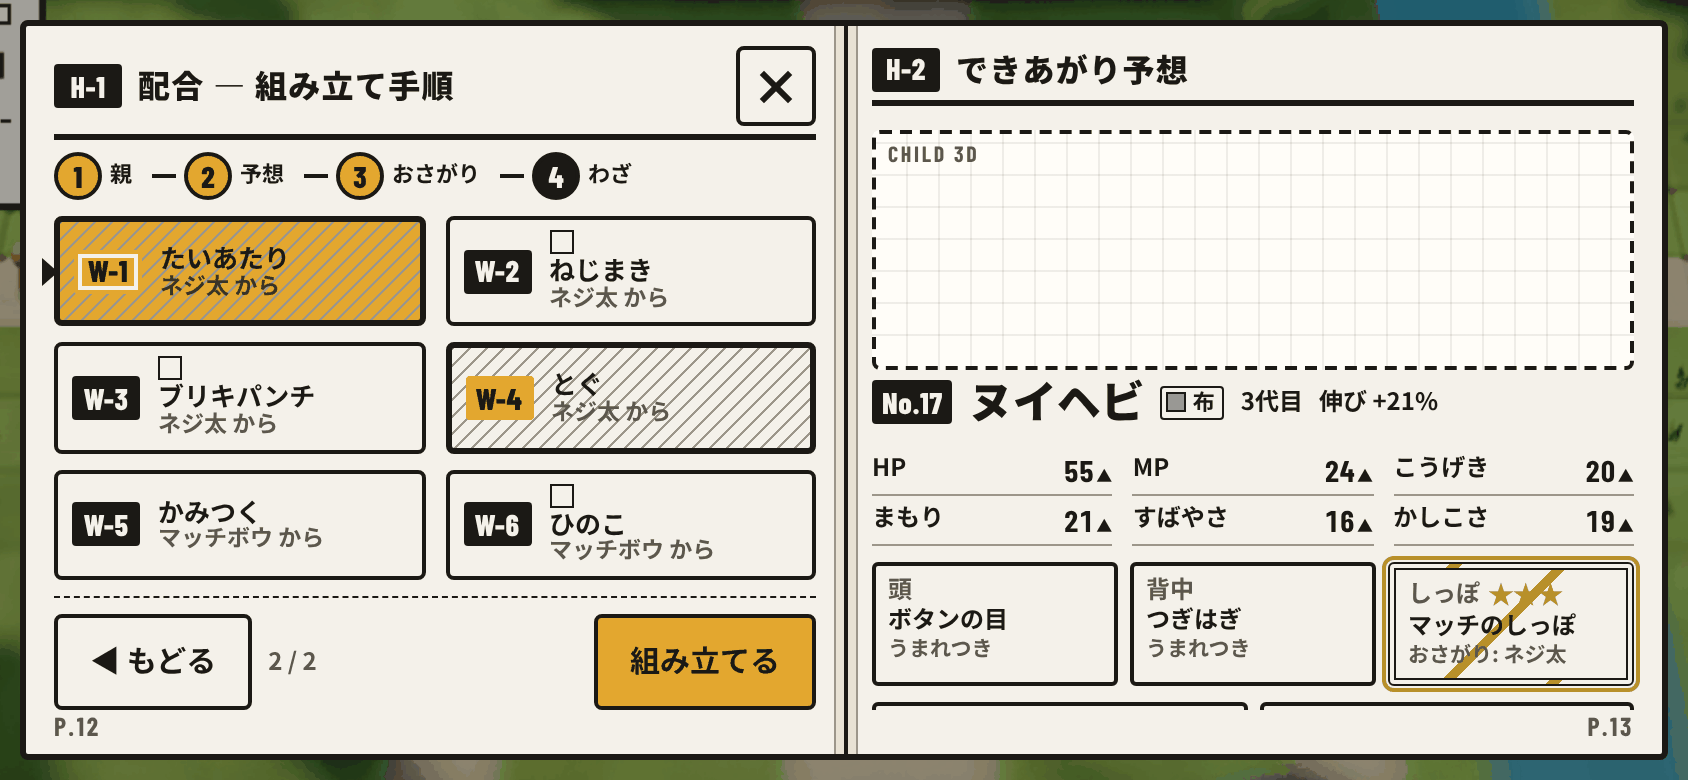 H-1 配合 — 組み立て手順
1 親 — 2 予想 — 3 おさがり — 4 わざ
W-1 たいあたり
ネジ太 から
W-2 ねじまき
ネジ太 から
W-3 ブリキパンチ
ネジ太 から
W-4 とぐ
ネジ太 から
W-5 かみつく
マッチボウ から
W-6 ひのこ
マッチボウ から
◀ もどる
2 / 2
組み立てる
P.12
H-2 できあがり予想
CHILD 3D
No.17 ヌイヘビ 布 3代目 伸び +21%
HP 55▲ MP 24▲ こうげき 20▲
まもり 21▲ すばやさ 16▲ かしこさ 19▲
頭
ボタンの目
うまれつき
背中
つぎはぎ
うまれつき
しっぽ ★★★
マッチのしっぽ
おさがり: ネジ太
P.13